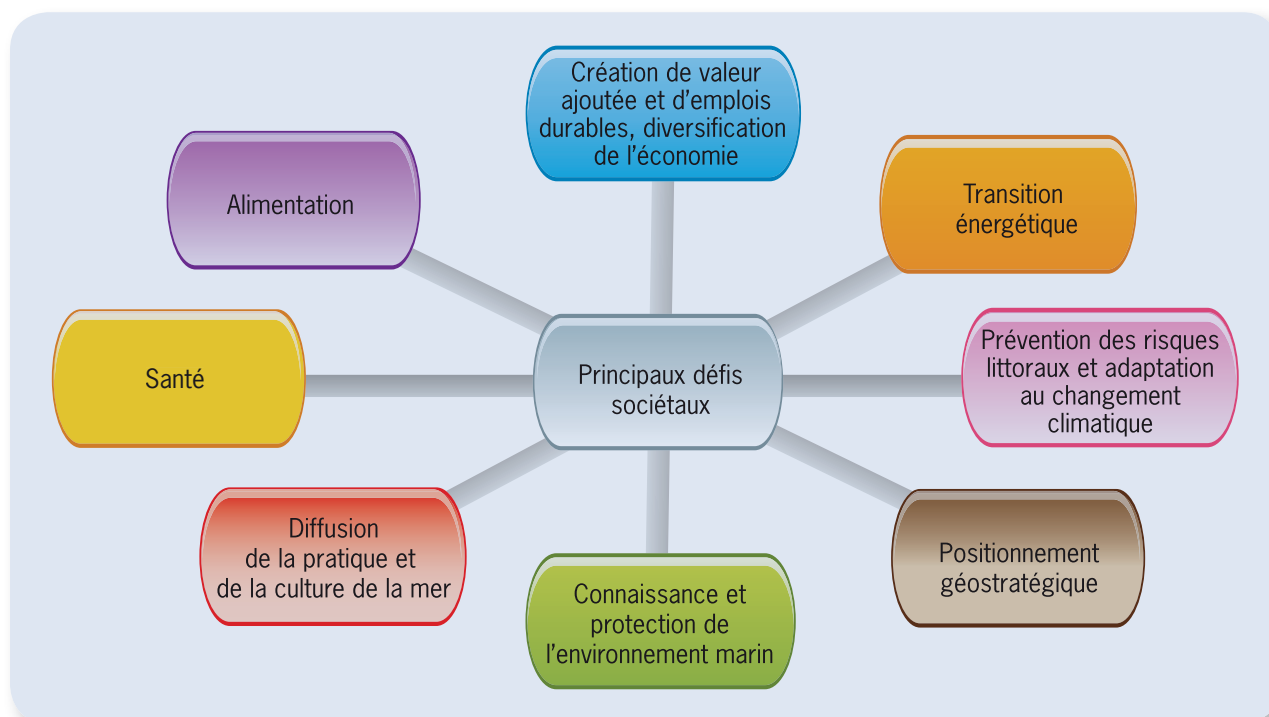 Création de valeur
ajoutée et d'emplois
durables, diversification
de l'économie
Alimentation
Transition
énergétique
Santé
Principaux défis
sociétaux
Prévention des risques
littoraux et adaptation
au changement
climatique
Diffusion
de la pratique et
de la culture de la mer
Connaissance et
protection de
l'environnement marin
Positionnement
géostratégique